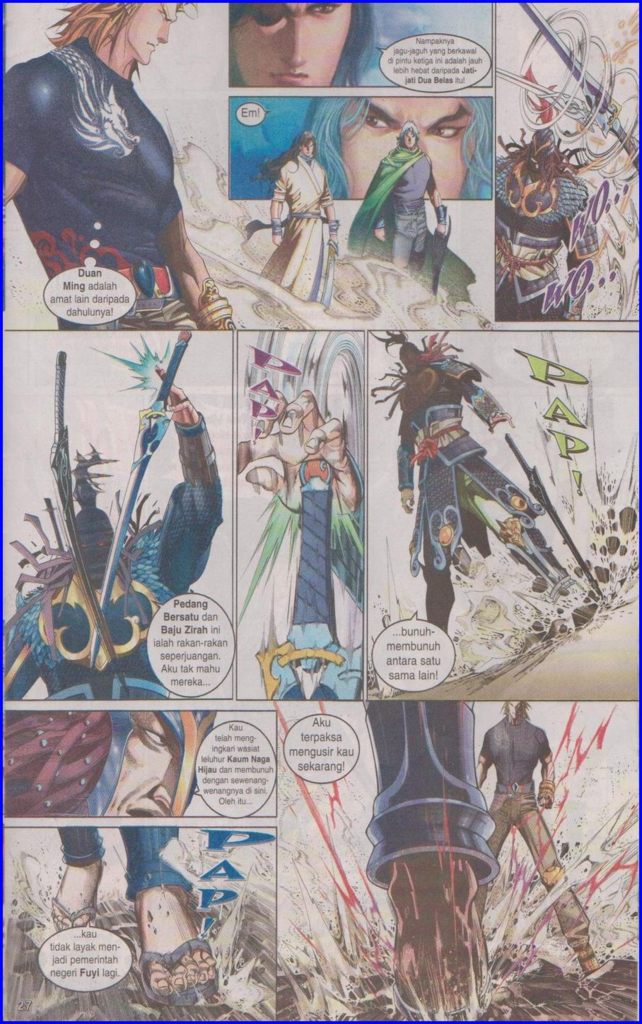 Nampaknya
jagu-jaguh yang berkawal
di pintu ketiga ini adalah jauh
lebih hebat daripada Jati-
jati Dua Belas itu!
Em!
Duan
Ming adalah
amat lain daripada
dahulunya!
WO...
WO...
Pedang
Bersatu dan
Baju Zirah ini
ialah rakan-rakan
seperjuangan.
Aku tak mahu
mereka...
PAP!
PAP!
...bunuh-
membunuh
antara satu
sama lain!
Kau
telah meng-
ingkari wasiat
leluhur Kaum Naga
Hijau dan membunuh
dengan sewenang-
wenangnya di sini.
Oleh itu...
Aku
terpaksa
mengusir kau
sekarang!
PAP!
...kau
tidak layak men-
jadi pemerintah
negeri Fuyi lagi.
27